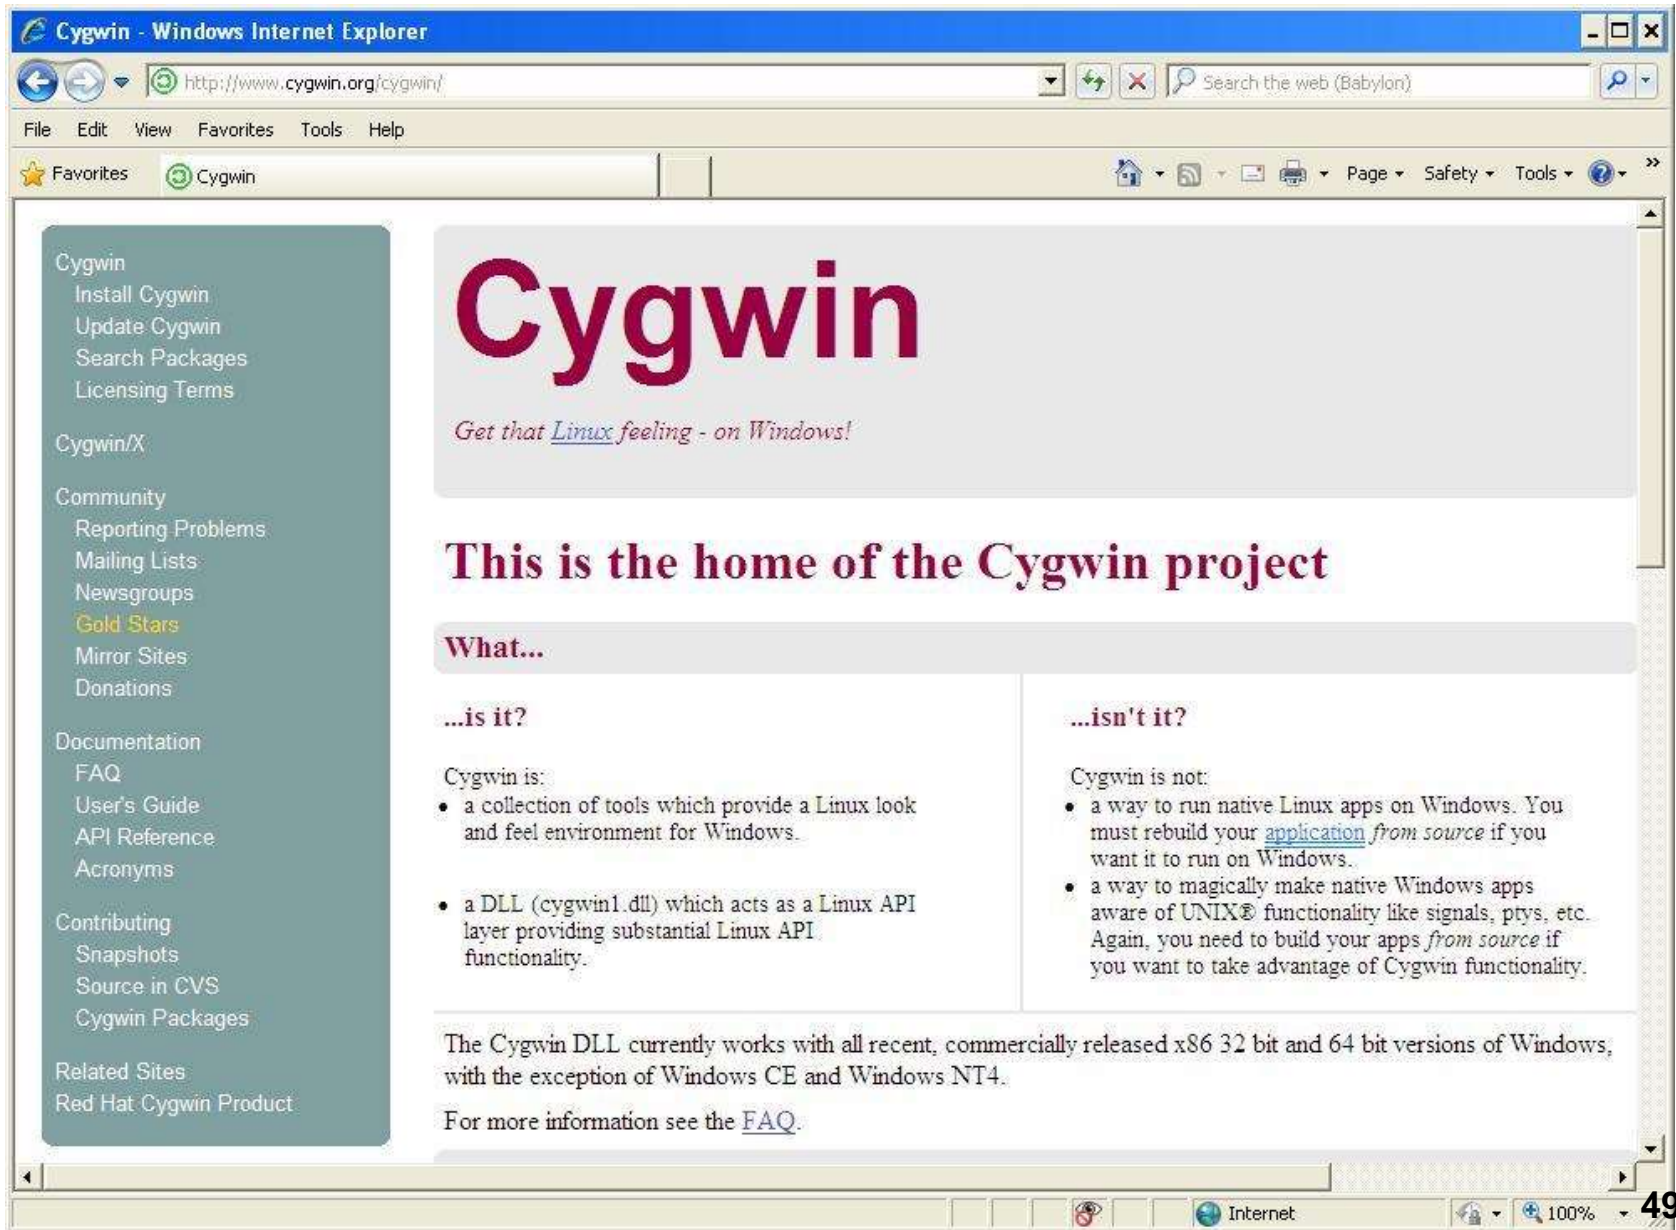 Cygwin - Windows Internet Explorer
http://www.cygwin.org/cygwin/
Search the web (Babylon)
File Edit View Favorites Tools Help
Favorites
Cygwin
Page Safety Tools
Cygwin
Install Cygwin
Update Cygwin
Search Packages
Licensing Terms
Cygwin/X
Community
Reporting Problems
Mailing Lists
Newsgroups
Gold Stars
Mirror Sites
Donations
Documentation
FAQ
User's Guide
API Reference
Acronyms
Contributing
Snapshots
Source in CVS
Cygwin Packages
Related Sites
Red Hat Cygwin Product
Cygwin
Get that Linux feeling - on Windows!
This is the home of the Cygwin project
What...
...is it?
Cygwin is:
• a collection of tools which provide a Linux look
and feel environment for Windows.
• a DLL (cygwin1.dll) which acts as a Linux API
layer providing substantial Linux API
functionality.
...isn't it?
Cygwin is not:
• a way to run native Linux apps on Windows. You
must rebuild your application from source if you
want it to run on Windows.
• a way to magically make native Windows apps
aware of UNIX® functionality like signals, ptys, etc.
Again, you need to build your apps from source if
you want to take advantage of Cygwin functionality.
The Cygwin DLL currently works with all recent, commercially released x86 32 bit and 64 bit versions of Windows,
with the exception of Windows CE and Windows NT4.
For more information see the FAQ.
Internet
100%
49